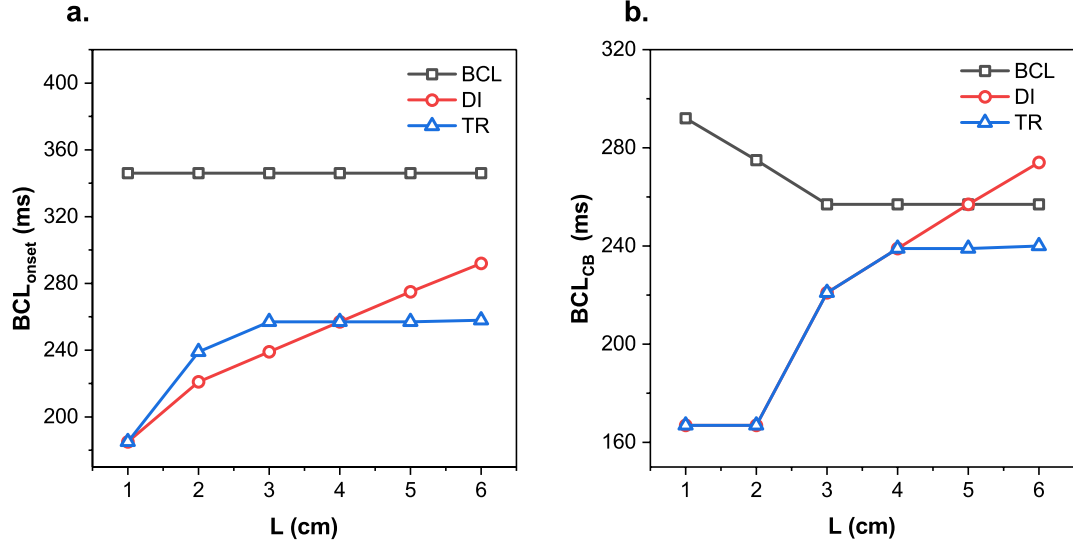 a.
BCL
DI
TR
BCLonset (ms)
400
360
320
280
240
200
1 2 3 4 5 6
L (cm)
b.
BCL
DI
TR
BCLCB (ms)
320
280
240
200
160
1 2 3 4 5 6
L (cm)